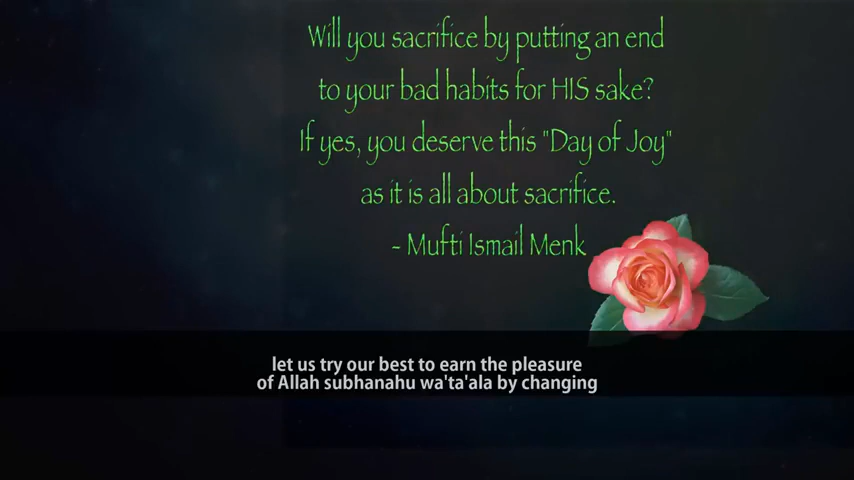 Will you sacrifice by putting an end
to your bad habits for HIS sake?
If yes, you deserve this "Day of Joy"
as it is all about sacrifice.
- Mufti Ismail Menk
let us try our best to earn the pleasure
of Allah subhanahu wa'ta'ala by changing